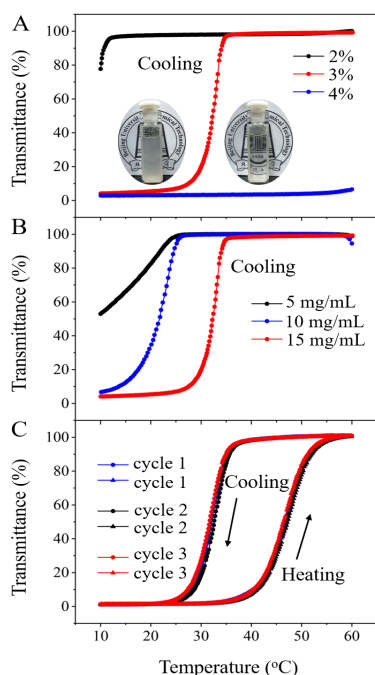 A
Transmittance (%)
100
80
60
40
20
0
Cooling
2%
3%
4%
B
Transmittance (%)
100
80
60
40
20
0
Cooling
5 mg/mL
10 mg/mL
15 mg/mL
C
Transmittance (%)
100
80
60
40
20
0
cycle 1
cycle 1
cycle 2
cycle 2
cycle 3
cycle 3
Cooling
Heating
10 20 30 40 50 60
Temperature (°C)